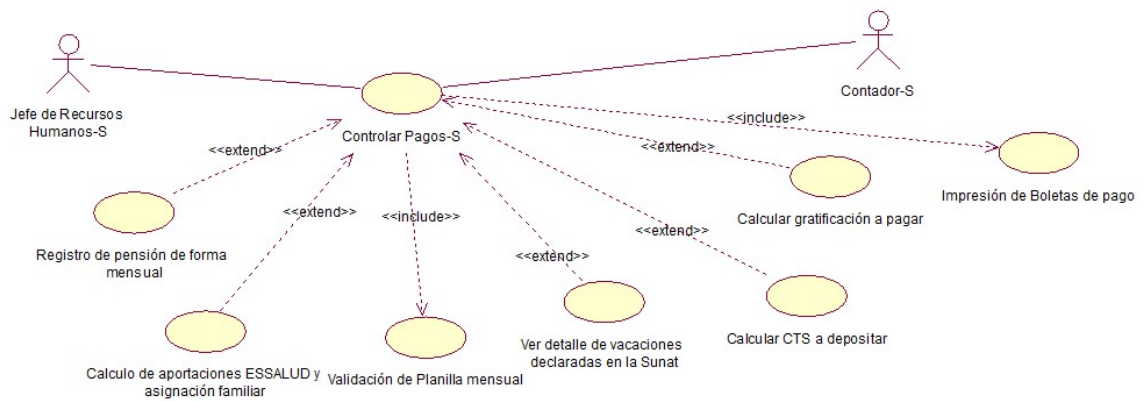 Jefe de Recursos
Humanos-S
Contador-S
Controlar Pagos-S
<<include>>
<<extend>>
<<extend>>
Impresión de Boletas de pago
Calcular gratificación a pagar
<<extend>>
<<include>>
<<extend>>
<<extend>>
Registro de pensión de forma
mensual
Calcular CTS a depositar
Ver detalle de vacaciones
declaradas en la Sunat
Calculo de aportaciones ESSALUD y
asignación familiar
Validación de Planilla mensual